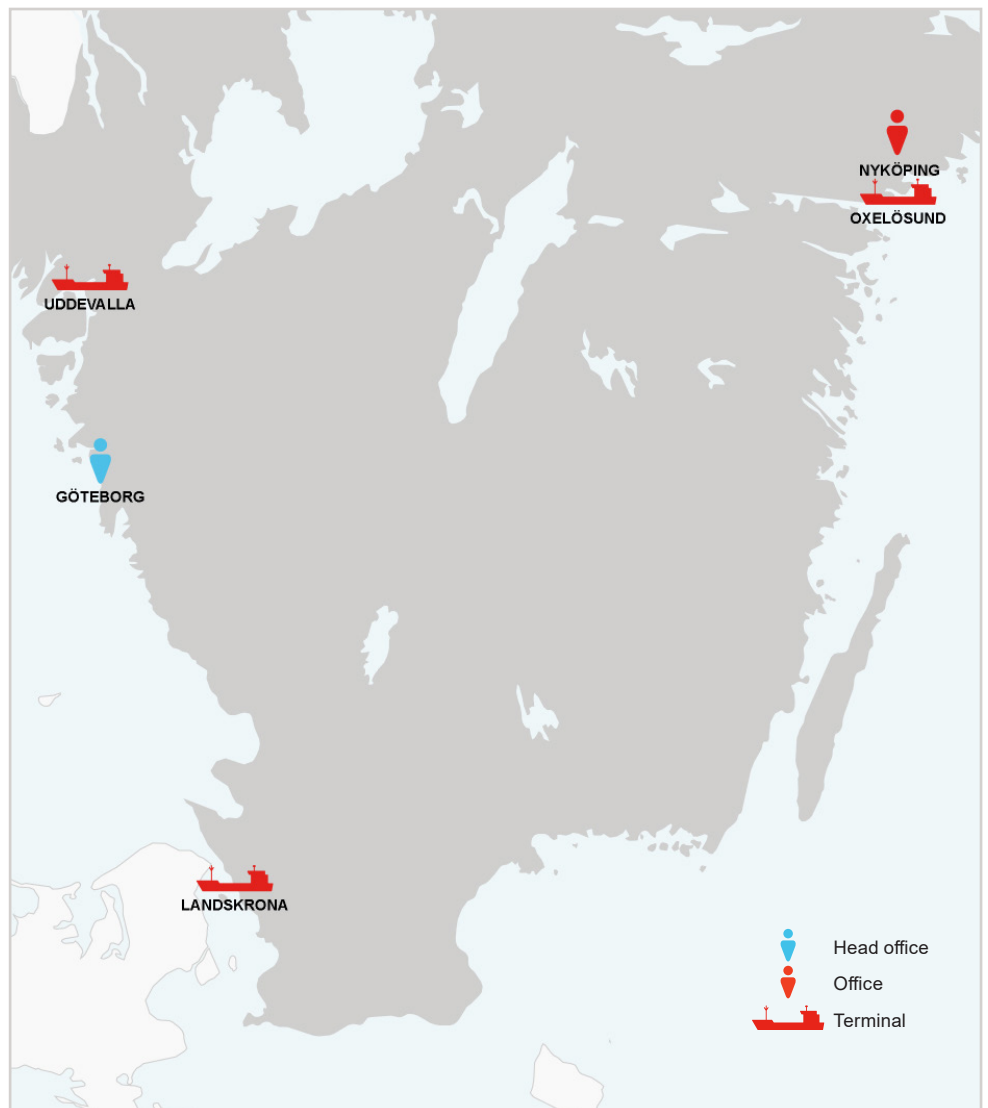 NYKÖPING
OXELÖSUND
UDDEVALLA
GÖTEBORG
LANDSKRONA
Head office
Office
Terminal